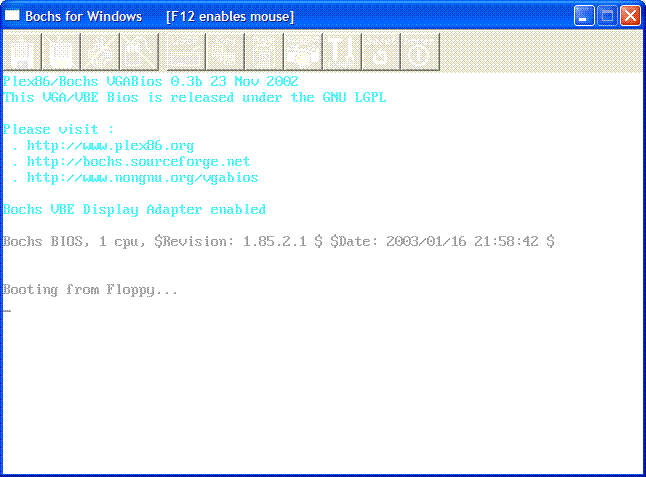 Bochs for Windows [F12 enables mouse]
Plex86/Bochs VGABios 0.3b 23 Nov 2002
This VGA/VBE Bios is released under the GNU LGPL
Please visit :
. http://www.plex86.org
. http://bochs.sourceforge.net
. http://www.nongnu.org/vgabios
Bochs VBE Display Adapter enabled
Bochs BIOS, 1 cpu, $Revision: 1.85.2.1 $ $Date: 2003/01/16 21:58:42 $
Booting from Floppy...
_